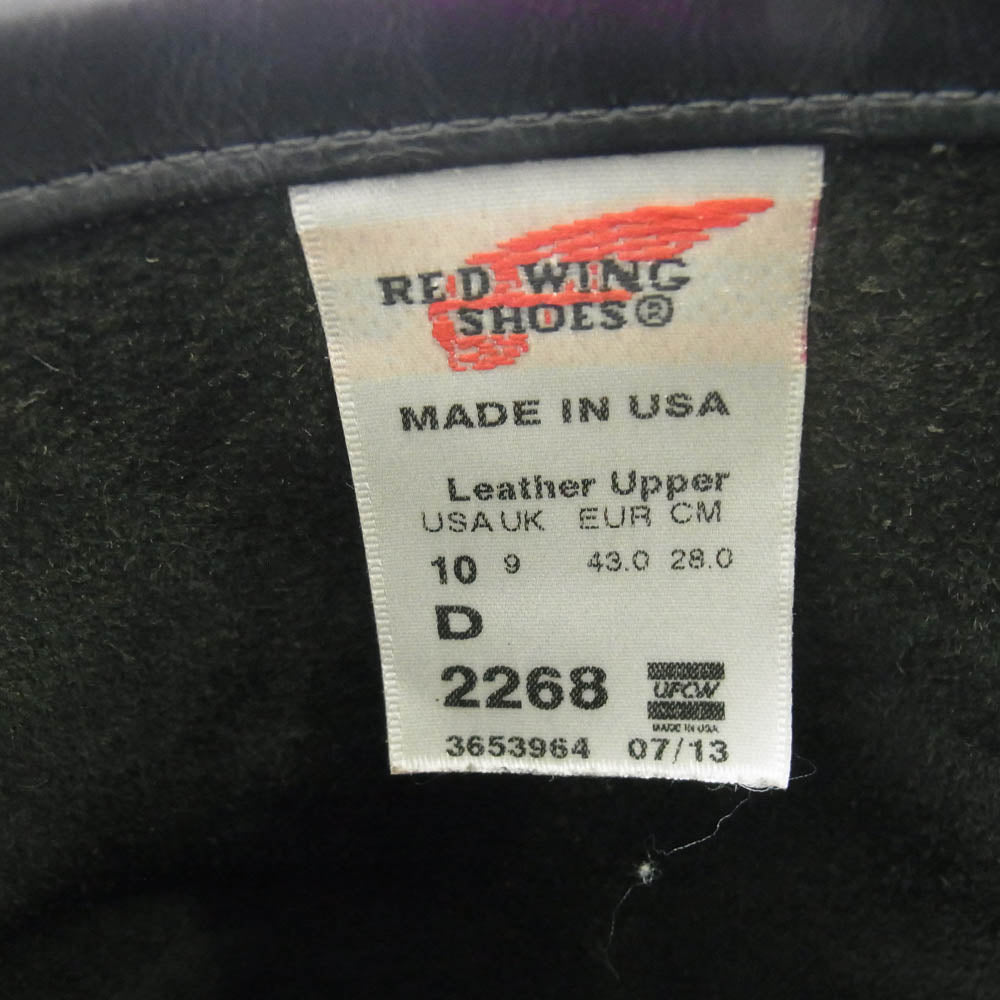 RED WING
SHOES®
MADE IN USA
Leather Upper
USA UK EUR CM
10 9 43.0 28.0
D
2268
UFCW
MADE IN USA
3653964 07/13